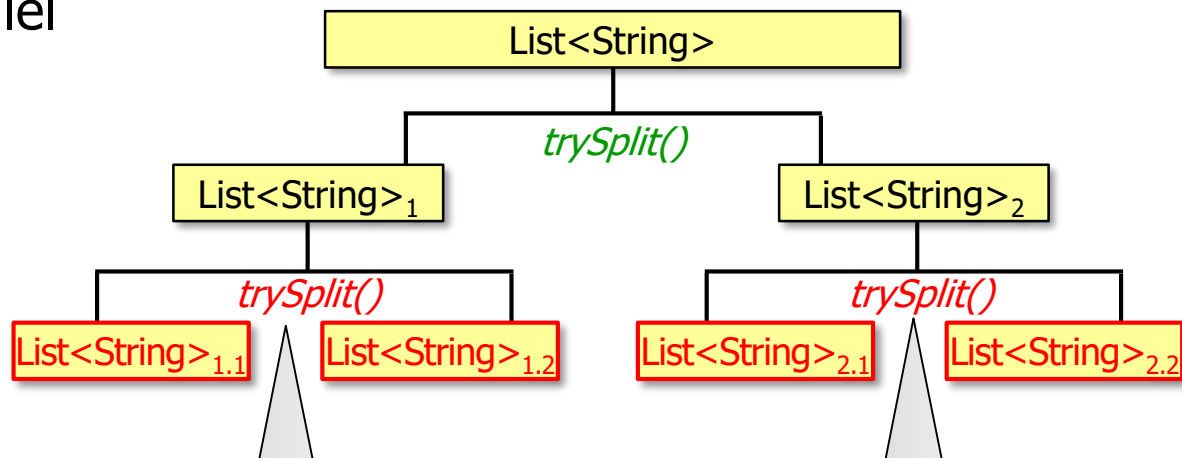 List<String>
trySplit()
List<String>1
List<String>2
trySplit()
trySplit()
List<String>1.1
List<String>1.2
List<String>2.1
List<String>2.2